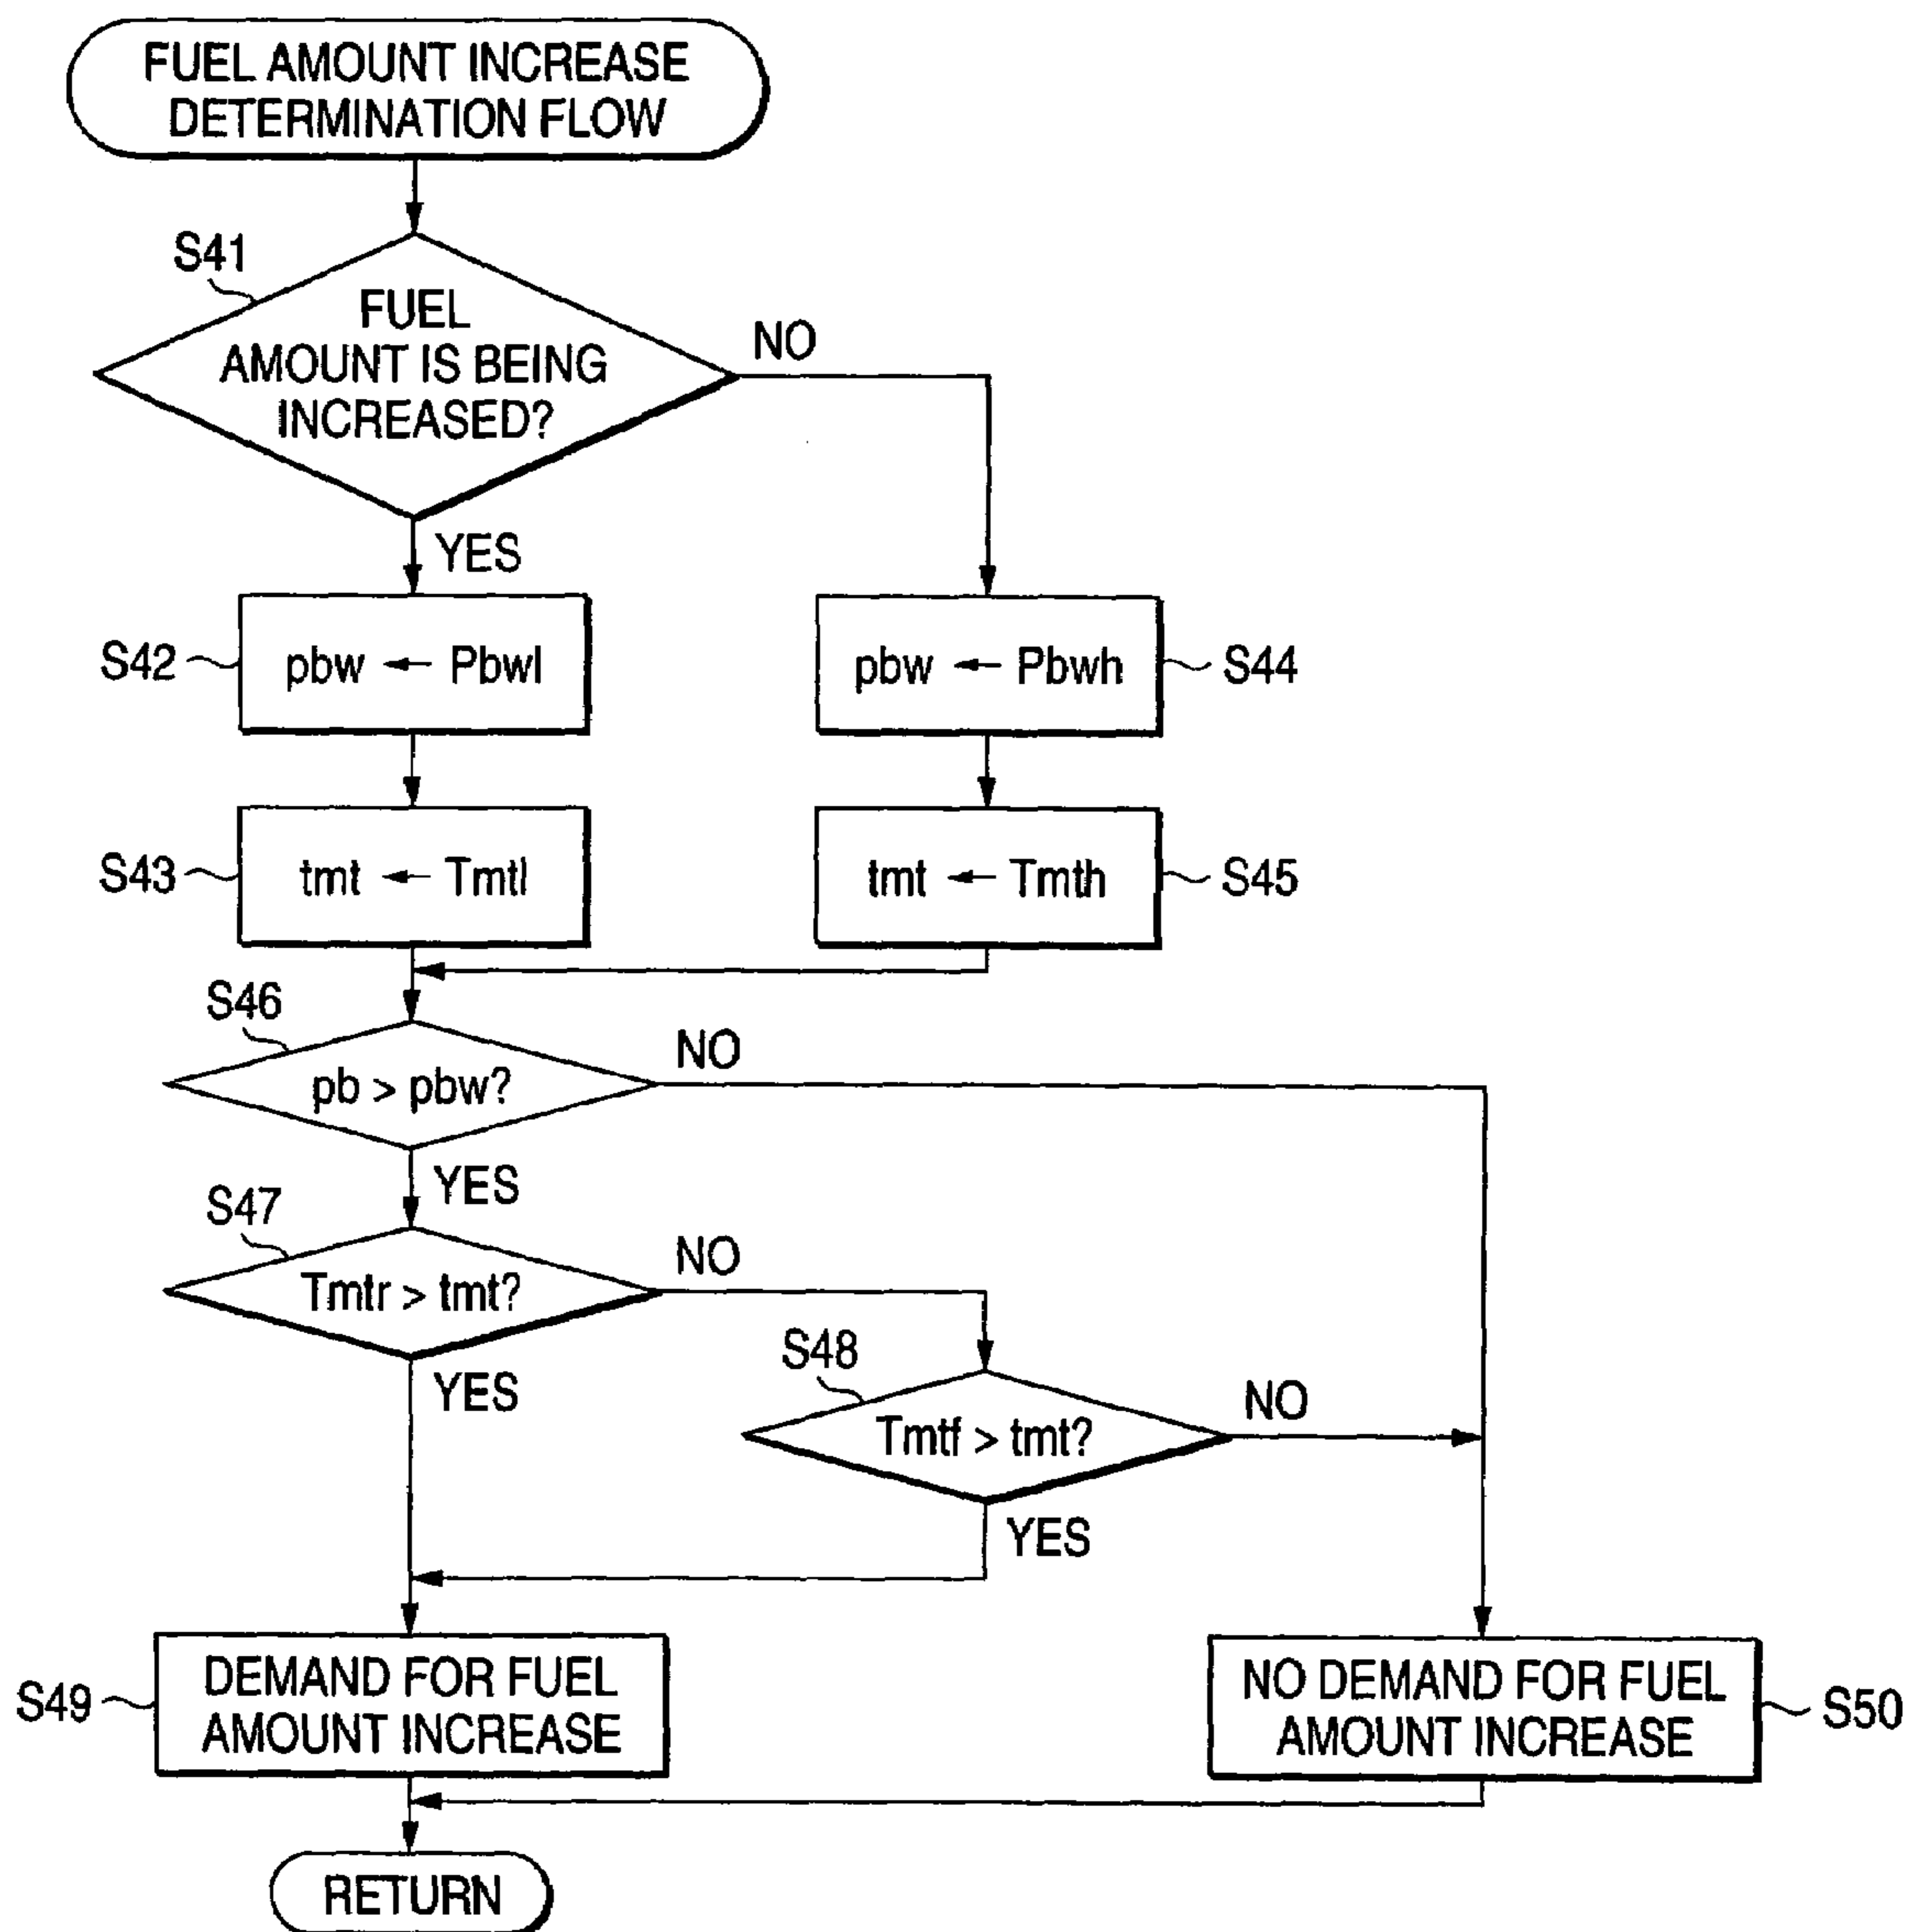 FUEL AMOUNT INCREASE
DETERMINATION FLOW
S41
FUEL
AMOUNT IS BEING
INCREASED?
NO
YES
S42
pbw ← Pbwl
pbw ← Pbwh
S44
S43
tmt ← Tmtl
tmt ← Tmth
S45
S46
pb > pbw?
NO
YES
S47
Tmtr > tmt?
NO
YES
S48
Tmtf > tmt?
NO
YES
S49
DEMAND FOR FUEL
AMOUNT INCREASE
NO DEMAND FOR FUEL
AMOUNT INCREASE
S50
RETURN